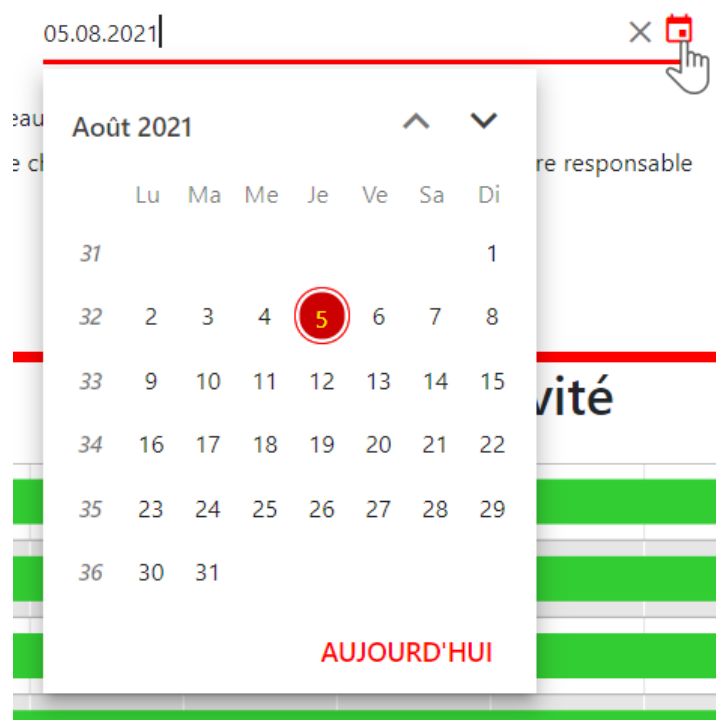 05.08.2021
eau
Août 2021
re responsable
Lu Ma Me Je Ve Sa Di
31 1
32 2 3 4 5 6 7 8
33 9 10 11 12 13 14 15
vité
34 16 17 18 19 20 21 22
35 23 24 25 26 27 28 29
36 30 31
AUJOURD'HUI